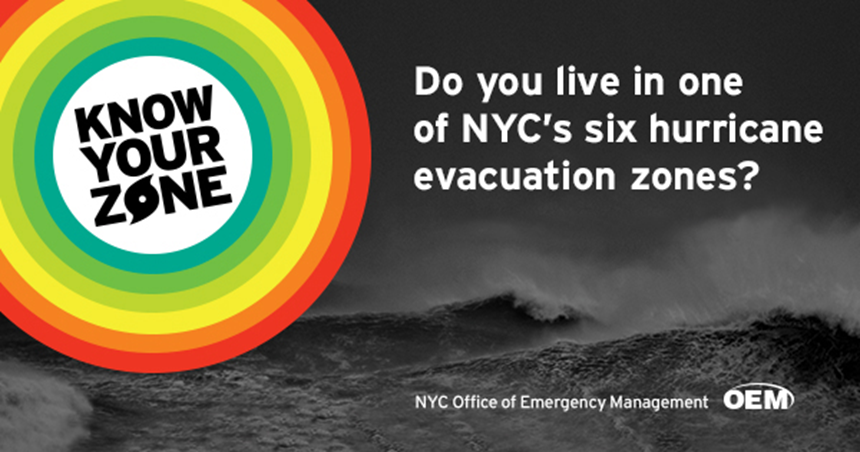 KNOW
YOUR
ZONE
Do you live in one
of NYC's six hurricane
evacuation zones?
NYC Office of Emergency Management OEM